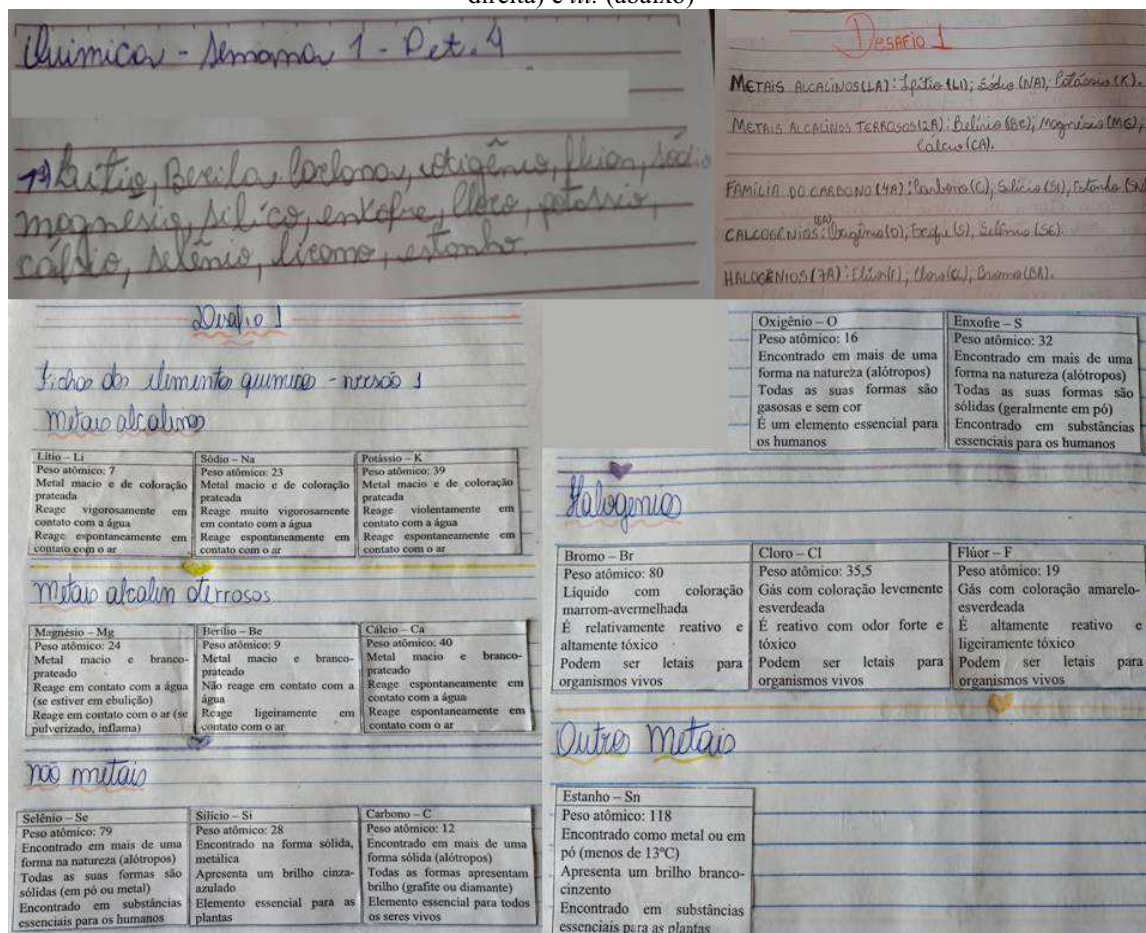 direita) e iii. (abaixo)
Química - Semana 1 - Pet. 4
1ª) Lítio, Berilo, Carbono, oxigênio, flúor, sódio
magnesio, silíco, enxofre, Cloro, potássio,
cálcio, selênio, estanho.
DESAFIO 1
METAIS ALCALINOS (1A): Lítio (LI); Sódio (NA); Potássio (K).
METAIS ALCALINOS TERROSOS (2A): Belírio (BE); Magnésio (MG);
Cálcio (CA).
FAMÍLIA DO CARBONO (4A): Carbono (C), Silício (SI), Estanho (SN)
(6A)
CALCOGÊNIOS: Oxigênio (O), (S), Selênio (SE).
HALOGÊNIOS (7A): Flúor (F); Cloro (CL); Bromo (BR).
Desafio 1
Fichas dos elementos químicos - versão 1
Metais alcalinos
Lítio – Li
Peso atômico: 7
Metal macio e de coloração
prateada
Reage vigorosamente em
contato com a água
Reage espontaneamente em
contato com o ar
Sódio – Na
Peso atômico: 23
Metal macio e de coloração
prateada
Reage muito vigorosamente
em contato com a água
Reage espontaneamente em
contato com o ar
Potássio – K
Peso atômico: 39
Metal macio e de coloração
prateada
Reage violentamente em
contato com a água
Reage espontaneamente em
contato com o ar
Metais alcalin oterrosos
Magnésio – Mg
Peso atômico: 24
Metal macio e branco-
prateado
Reage em contato com a água
(se estiver em ebulição)
Reage em contato com o ar (se
pulverizado, inflama)
Berílio – Be
Peso atômico: 9
Metal macio e branco-
prateado
Não reage em contato com a
água
Reage ligeiramente em
contato com o ar
Cálcio – Ca
Peso atômico: 40
Metal macio e branco-
prateado
Reage espontaneamente em
contato com a água
Reage espontaneamente em
contato com o ar
não metais
Selênio – Se
Peso atômico: 79
Encontrado em mais de uma
forma na natureza (alótropos)
Todas as suas formas são
sólidas (em pó ou metal)
Encontrado em substâncias
essenciais para os humanos
Silício – Si
Peso atômico: 28
Encontrado na forma sólida,
metálica
Apresenta um brilho cinza-
azulado
Elemento essencial para as
plantas
Carbono – C
Peso atômico: 12
Encontrado em mais de uma
forma sólida (alótropos)
Todas as formas apresentam
brilho (grafite ou diamante)
Elemento essencial para todos
os seres vivos
Oxigênio – O
Peso atômico: 16
Encontrado em mais de uma
forma na natureza (alótropos)
Todas as suas formas são
gasosas e sem cor
É um elemento essencial para
os humanos
Enxofre – S
Peso atômico: 32
Encontrado em mais de uma
forma na natureza (alótropos)
Todas as suas formas são
sólidas (geralmente em pó)
Encontrado em substâncias
essenciais para os humanos
Halogênios
Bromo – Br
Peso atômico: 80
Líquido com coloração
marrom-avermelhada
É relativamente reativo e
altamente tóxico
Podem ser letais para
organismos vivos
Cloro – Cl
Peso atômico: 35,5
Gás com coloração levemente
esverdeada
É reativo com odor forte e
tóxico
Podem ser letais para
organismos vivos
Flúor – F
Peso atômico: 19
Gás com coloração amarelo-
esverdeada
É altamente reativo e
ligeiramente tóxico
Podem ser letais para
organismos vivos
Outros Metais
Estanho – Sn
Peso atômico: 118
Encontrado como metal ou em
pó (menos de 13ºC)
Apresenta um brilho branco-
cinzento
Encontrado em substâncias
essenciais para as plantas